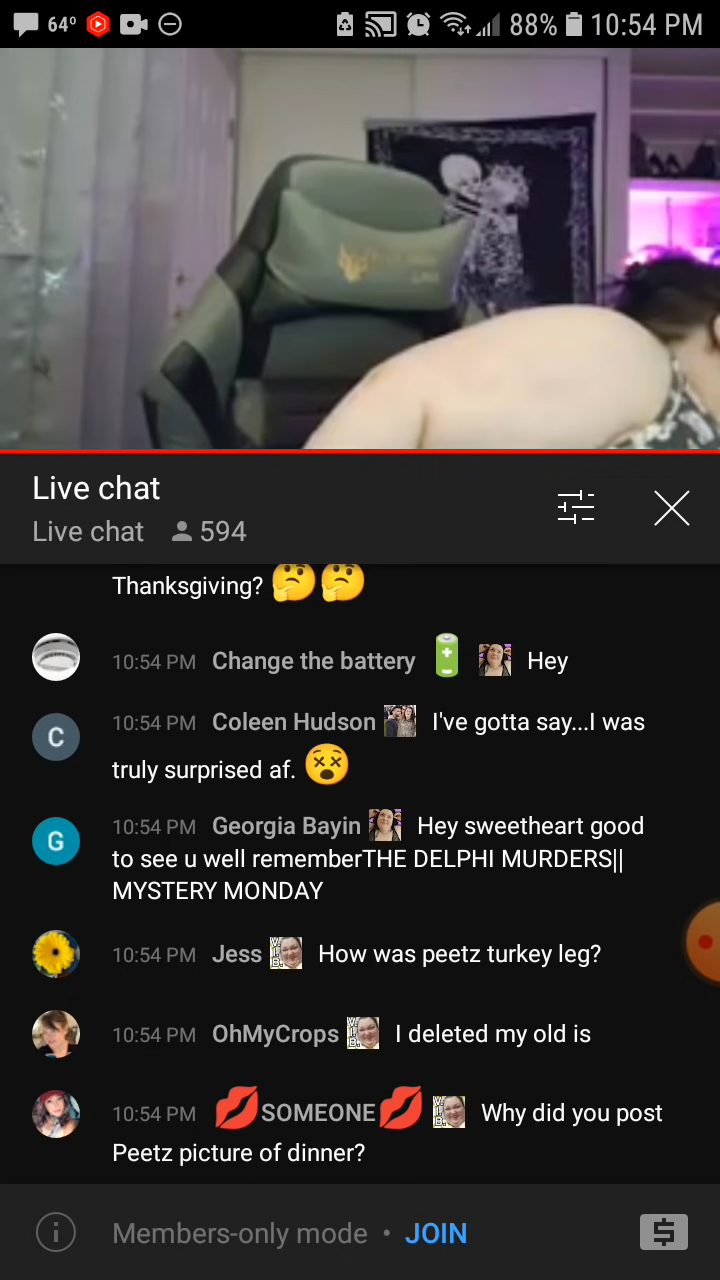 64° 88% 10:54 PM
Live chat
Live chat 594
Thanksgiving? 🤔🤔
10:54 PM Change the battery 🔋 Hey
C 10:54 PM Coleen Hudson I've gotta say...I was
truly surprised af. 😵
G 10:54 PM Georgia Bayin Hey sweetheart good
to see u well rememberTHE DELPHI MURDERS||
MYSTERY MONDAY
10:54 PM Jess How was peetz turkey leg?
10:54 PM OhMyCrops I deleted my old is
10:54 PM 💋SOMEONE💋 Why did you post
Peetz picture of dinner?
Members-only mode • JOIN